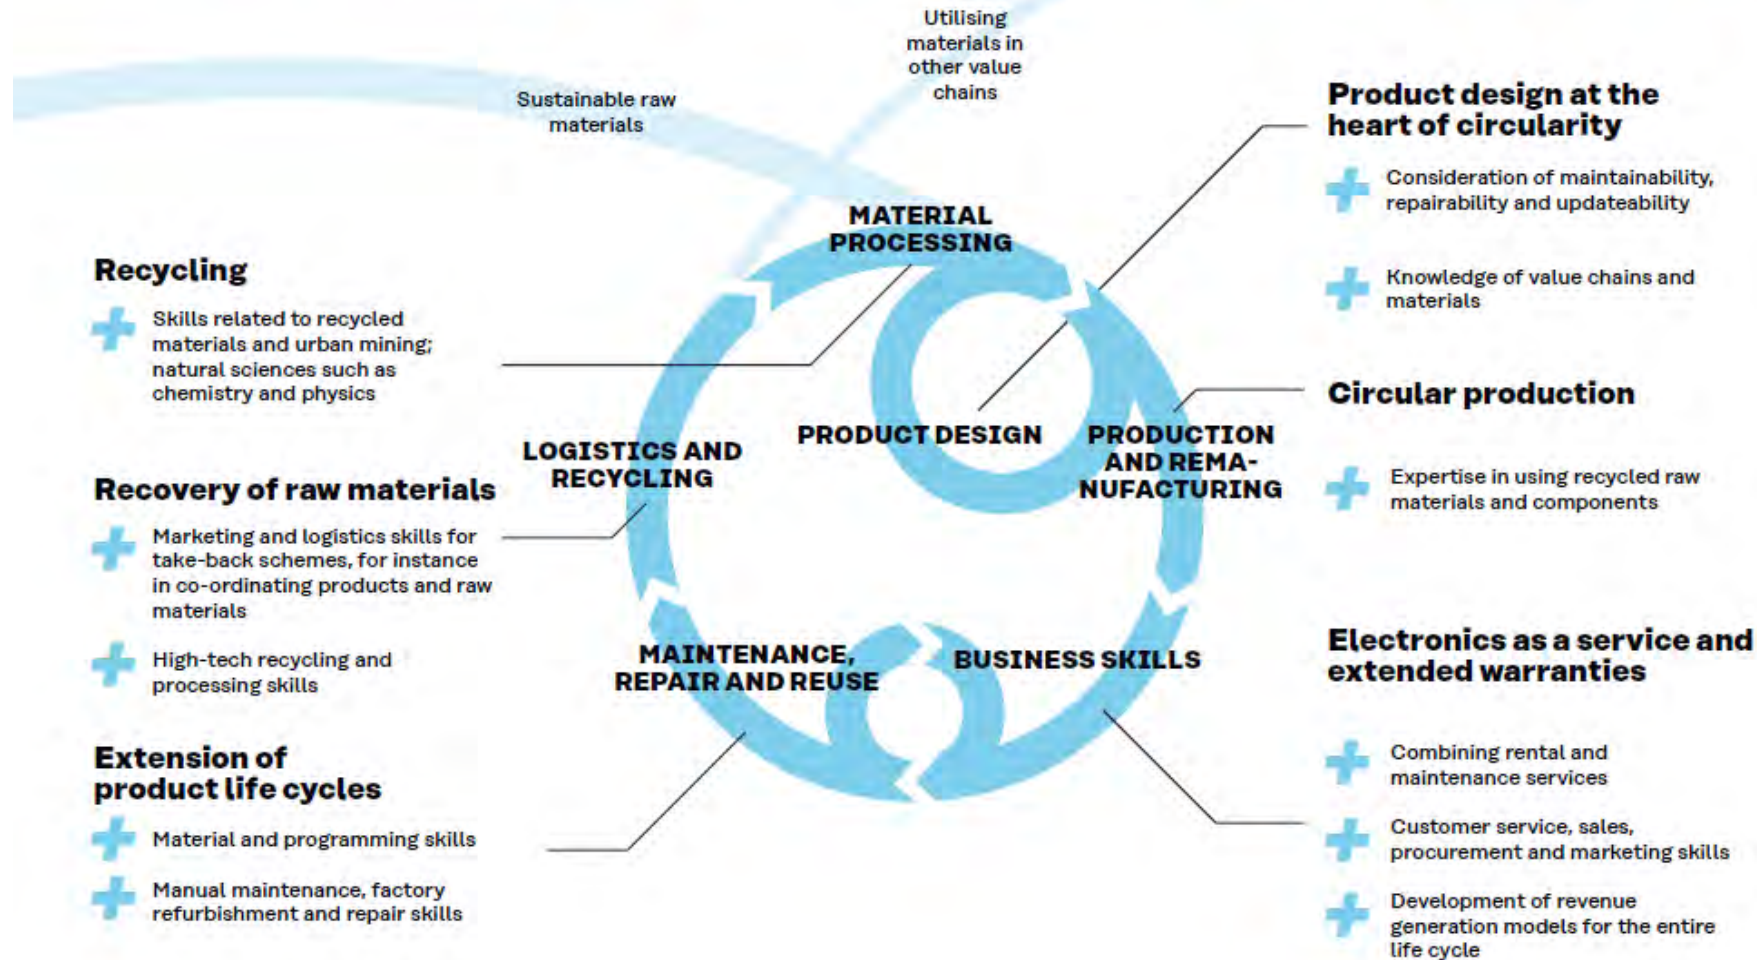 Utilising
materials in
other value
chains
Sustainable raw
materials
MATERIAL
PROCESSING
PRODUCT DESIGN
PRODUCTION
AND REMA-
NUFACTURING
LOGISTICS AND
RECYCLING
MAINTENANCE,
REPAIR AND REUSE
BUSINESS SKILLS
Recycling
Skills related to recycled
materials and urban mining;
natural sciences such as
chemistry and physics
Recovery of raw materials
Marketing and logistics skills for
take-back schemes, for instance
in co-ordinating products and raw
materials
High-tech recycling and
processing skills
Extension of
product life cycles
Material and programming skills
Manual maintenance, factory
refurbishment and repair skills
Product design at the
heart of circularity
Consideration of maintainability,
repairability and updateability
Knowledge of value chains and
materials
Circular production
Expertise in using recycled raw
materials and components
Electronics as a service and
extended warranties
Combining rental and
maintenance services
Customer service, sales,
procurement and marketing skills
Development of revenue
generation models for the entire
life cycle